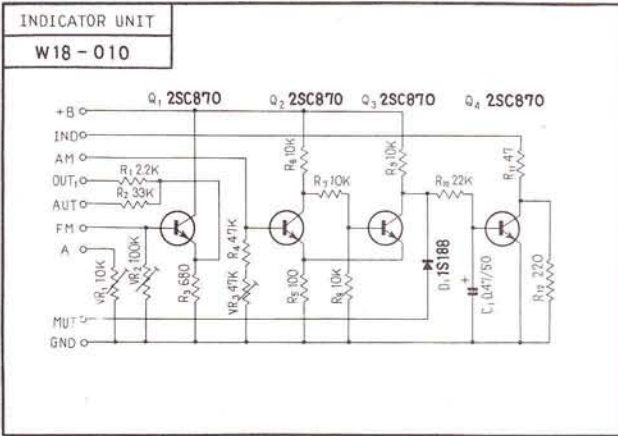 INDICATOR UNIT
W18-010
Q1 2SC870
Q2 2SC870
Q3 2SC870
Q4 2SC870
+B
IND
AM
OUT1
AUT
FM
A
MUT
GND
R1 2.2K
R2 33K
VR1 10K
VR2 100K
R3 680
R4 47K
VR3 47K
R6 10K
R5 100
R7 10K
R8 10K
R9 10K
R10 22K
D1 1S188
C1 0.47/50
+
R11 47
R12 220